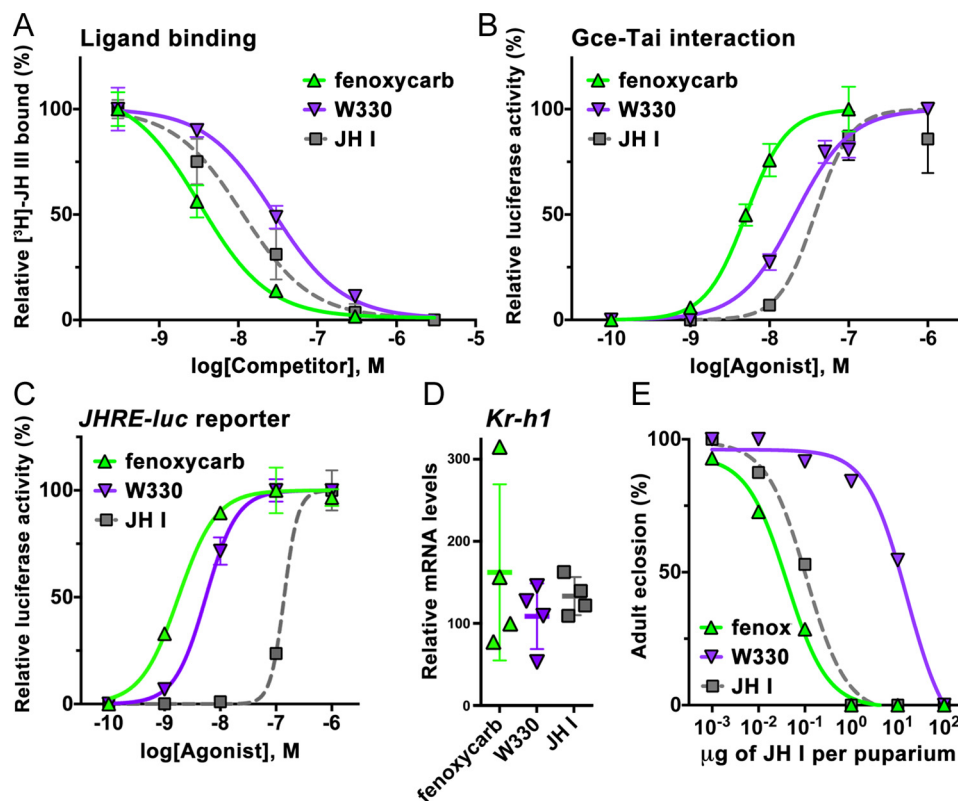 A
Ligand binding
fenoxycarb
W330
JH I
Relative [³H]-JH III bound (%)
100
50
0
-9
-8
-7
-6
-5
log[Competitor], M
B
Gce-Tai interaction
fenoxycarb
W330
JH I
Relative luciferase activity (%)
100
50
0
-10
-9
-8
-7
-6
log[Agonist], M
C
JHRE-luc reporter
fenoxycarb
W330
JH I
Relative luciferase activity (%)
100
50
0
-10
-9
-8
-7
-6
log[Agonist], M
D
Kr-h1
Relative mRNA levels
300
200
150
100
0
fenoxycarb
W330
JH I
E
Adult eclosion (%)
100
50
0
fenox
W330
JH I
10⁻³
10⁻²
10⁻¹
10⁰
10¹
10²
µg of JH I per puparium